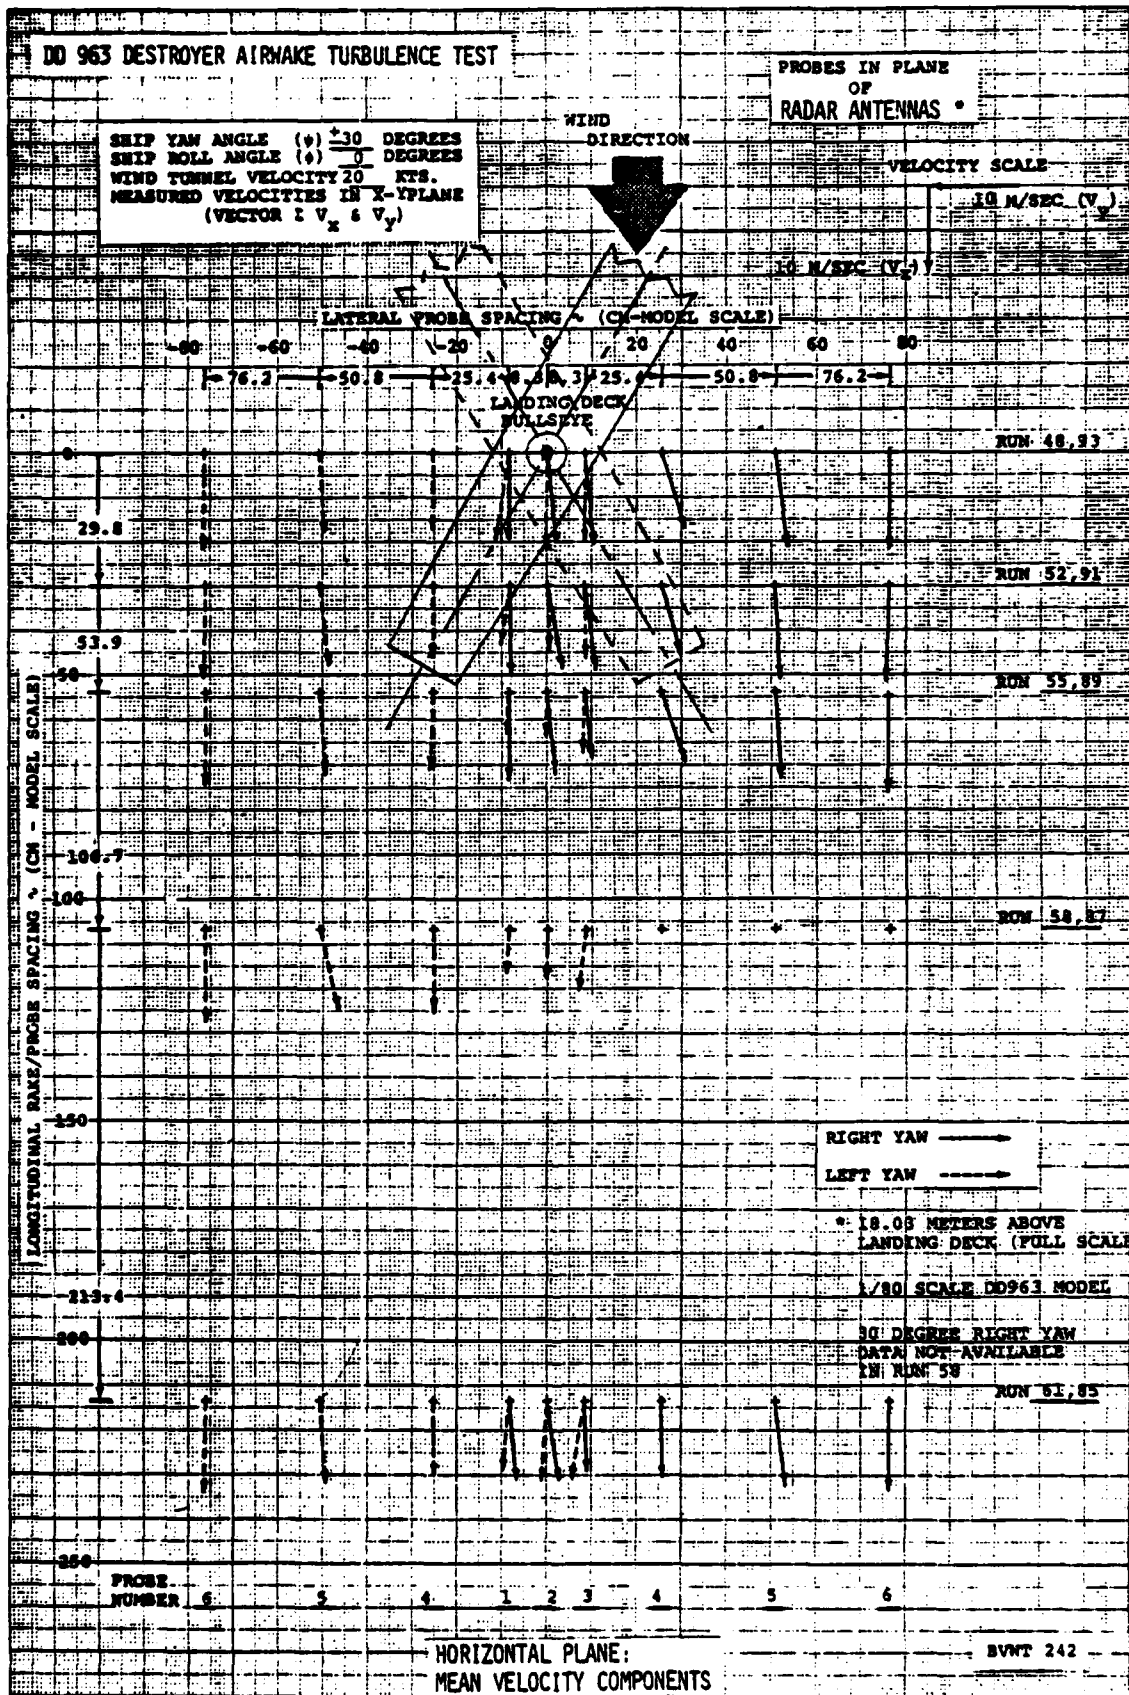 DD 963 DESTROYER AIRWAKE TURBULENCE TEST
PROBES IN PLANE
OF
RADAR ANTENNAS *
SHIP YAW ANGLE (ψ) ±30 DEGREES
SHIP ROLL ANGLE (φ) 0 DEGREES
WIND TUNNEL VELOCITY 20 KTS.
MEASURED VELOCITIES IN X-Y PLANE
(VECTOR Σ Vx & Vy)
WIND
DIRECTION
VELOCITY SCALE
10 M/SEC (Vy)
10 M/SEC (Vx)
LATERAL PROBE SPACING ~ (CM-MODEL SCALE)
-80 -60 -40 -20 0 20 40 60 80
76.2 50.8 25.4 8.3 8.3 25.4 50.8 76.2
LANDING DECK
BULLSEYE
RUN 48,93
0
29.8
RUN 52,91
53.9
50
RUN 55,89
106.7
100
RUN 58,87
150
LONGITUDINAL RAKE/PROBE SPACING ~ (CM - MODEL SCALE)
RIGHT YAW
LEFT YAW
* 18.03 METERS ABOVE
LANDING DECK (FULL SCALE
1/80 SCALE DD963 MODEL
213.4
200
30 DEGREE RIGHT YAW
DATA NOT AVAILABLE
IN RUN 58
RUN 61,85
250
PROBE
NUMBER 6 5 4 1 2 3 4 5 6
HORIZONTAL PLANE:
MEAN VELOCITY COMPONENTS
BVWT 242